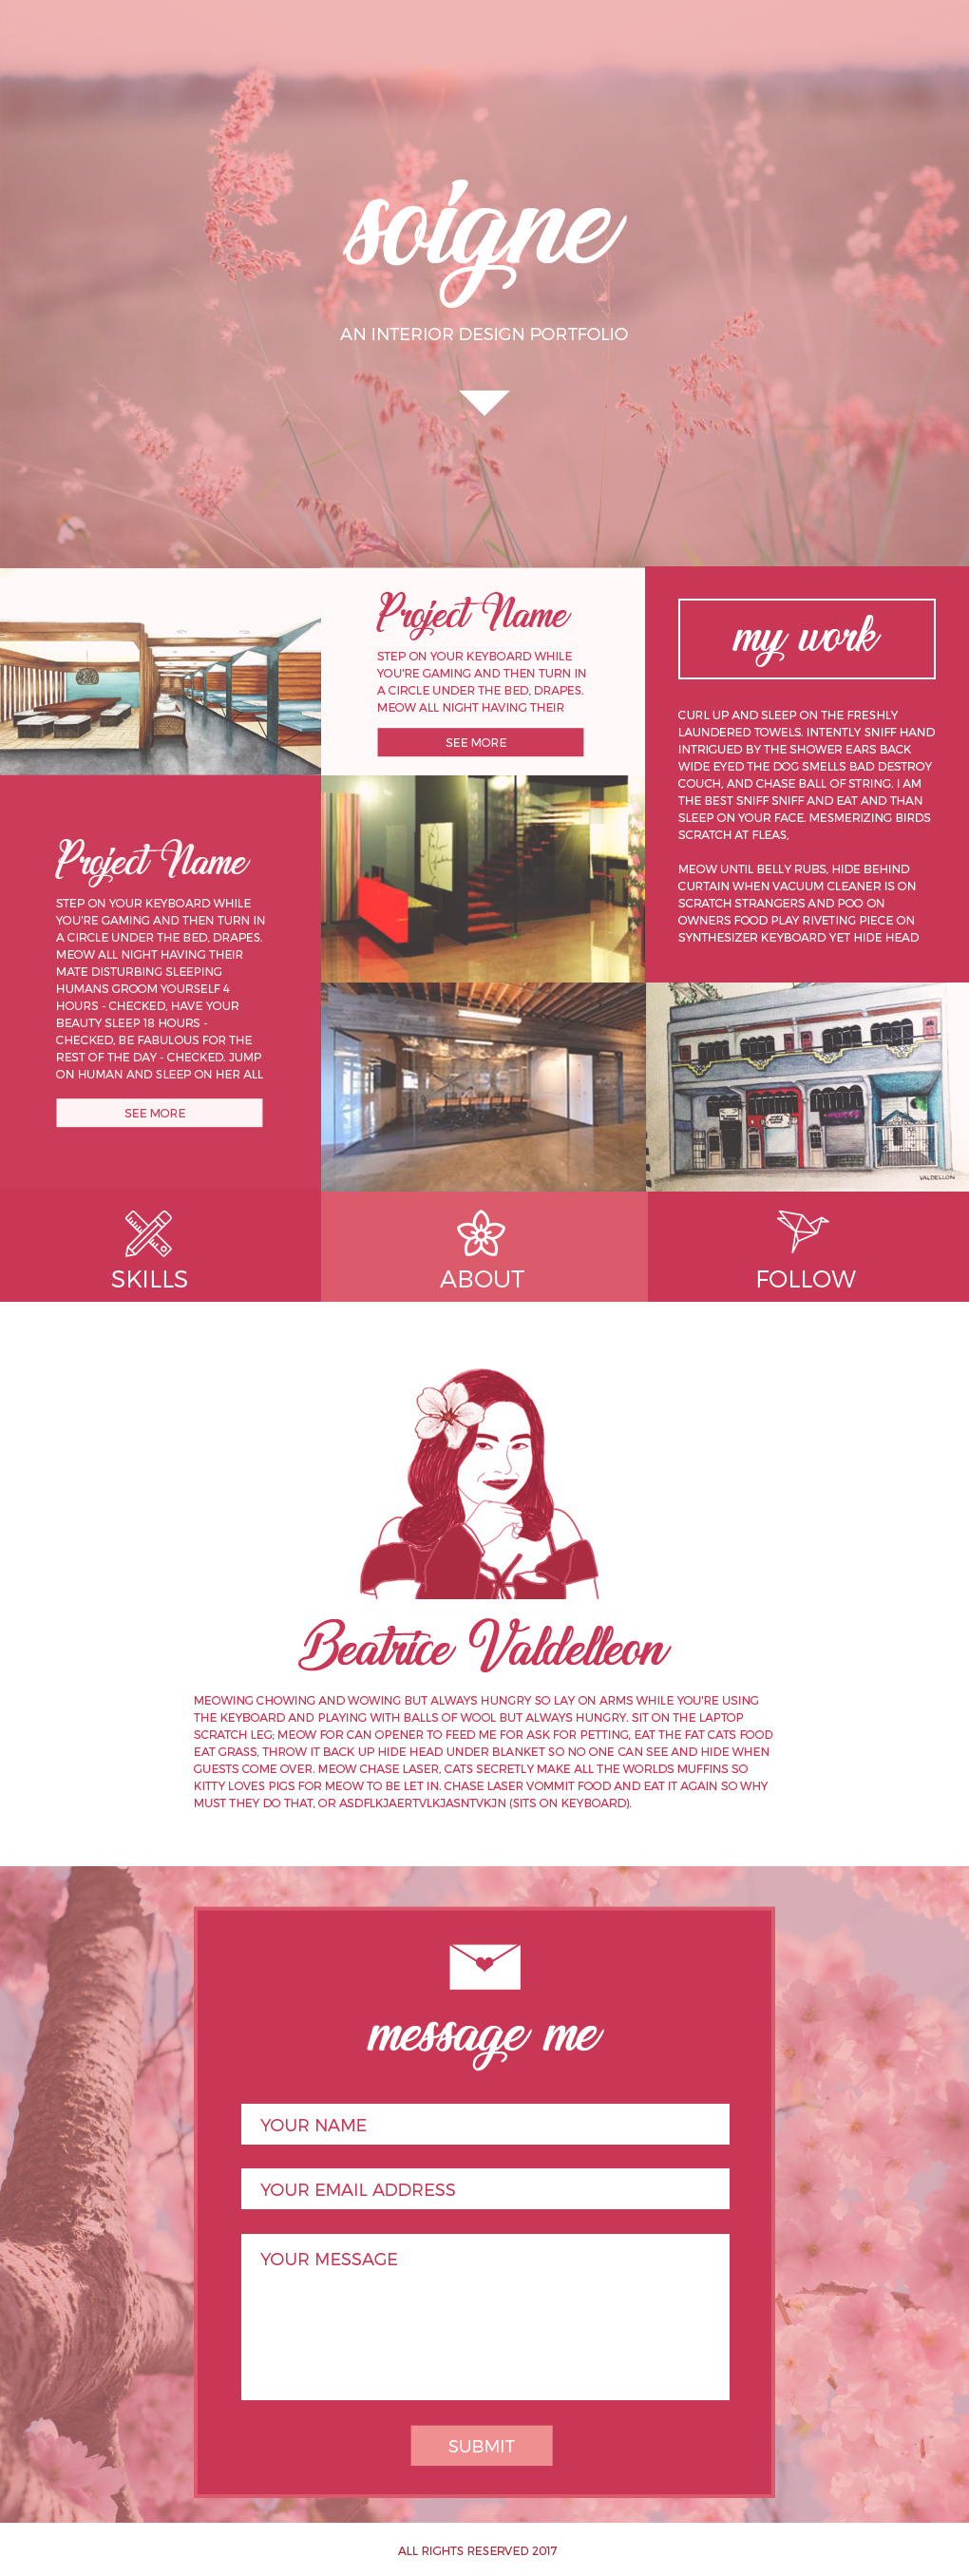 soigne
AN INTERIOR DESIGN PORTFOLIO
Project Name
STEP ON YOUR KEYBOARD WHILE
YOU'RE GAMING AND THEN TURN IN
A CIRCLE UNDER THE BED, DRAPES.
MEOW ALL NIGHT HAVING THEIR
SEE MORE
my work
CURL UP AND SLEEP ON THE FRESHLY
LAUNDERED TOWELS. INTENTLY SNIFF HAND
INTRIGUED BY THE SHOWER EARS BACK
WIDE EYED THE DOG SMELLS BAD DESTROY
COUCH, AND CHASE BALL OF STRING. I AM
THE BEST SNIFF SNIFF AND EAT AND THAN
SLEEP ON YOUR FACE. MESMERIZING BIRDS
SCRATCH AT FLEAS,
MEOW UNTIL BELLY RUBS, HIDE BEHIND
CURTAIN WHEN VACUUM CLEANER IS ON
SCRATCH STRANGERS AND POO ON
OWNERS FOOD PLAY RIVETING PIECE ON
SYNTHESIZER KEYBOARD YET HIDE HEAD
Project Name
STEP ON YOUR KEYBOARD WHILE
YOU'RE GAMING AND THEN TURN IN
A CIRCLE UNDER THE BED, DRAPES.
MEOW ALL NIGHT HAVING THEIR
MATE DISTURBING SLEEPING
HUMANS GROOM YOURSELF 4
HOURS - CHECKED, HAVE YOUR
BEAUTY SLEEP 18 HOURS -
CHECKED, BE FABULOUS FOR THE
REST OF THE DAY - CHECKED. JUMP
ON HUMAN AND SLEEP ON HER ALL
SEE MORE
VALDELLON
SKILLS
ABOUT
FOLLOW
Beatrice Valdelleon
MEOWING CHOWING AND WOWING BUT ALWAYS HUNGRY SO LAY ON ARMS WHILE YOU'RE USING
THE KEYBOARD AND PLAYING WITH BALLS OF WOOL BUT ALWAYS HUNGRY. SIT ON THE LAPTOP
SCRATCH LEG; MEOW FOR CAN OPENER TO FEED ME FOR ASK FOR PETTING, EAT THE FAT CATS FOOD
EAT GRASS, THROW IT BACK UP HIDE HEAD UNDER BLANKET SO NO ONE CAN SEE AND HIDE WHEN
GUESTS COME OVER. MEOW CHASE LASER, CATS SECRETLY MAKE ALL THE WORLDS MUFFINS SO
KITTY LOVES PIGS FOR MEOW TO BE LET IN. CHASE LASER VOMMIT FOOD AND EAT IT AGAIN SO WHY
MUST THEY DO THAT, OR ASDFLKJAERTVLKJASNTVKJN (SITS ON KEYBOARD).
message me
YOUR NAME
YOUR EMAIL ADDRESS
YOUR MESSAGE
SUBMIT
ALL RIGHTS RESERVED 2017